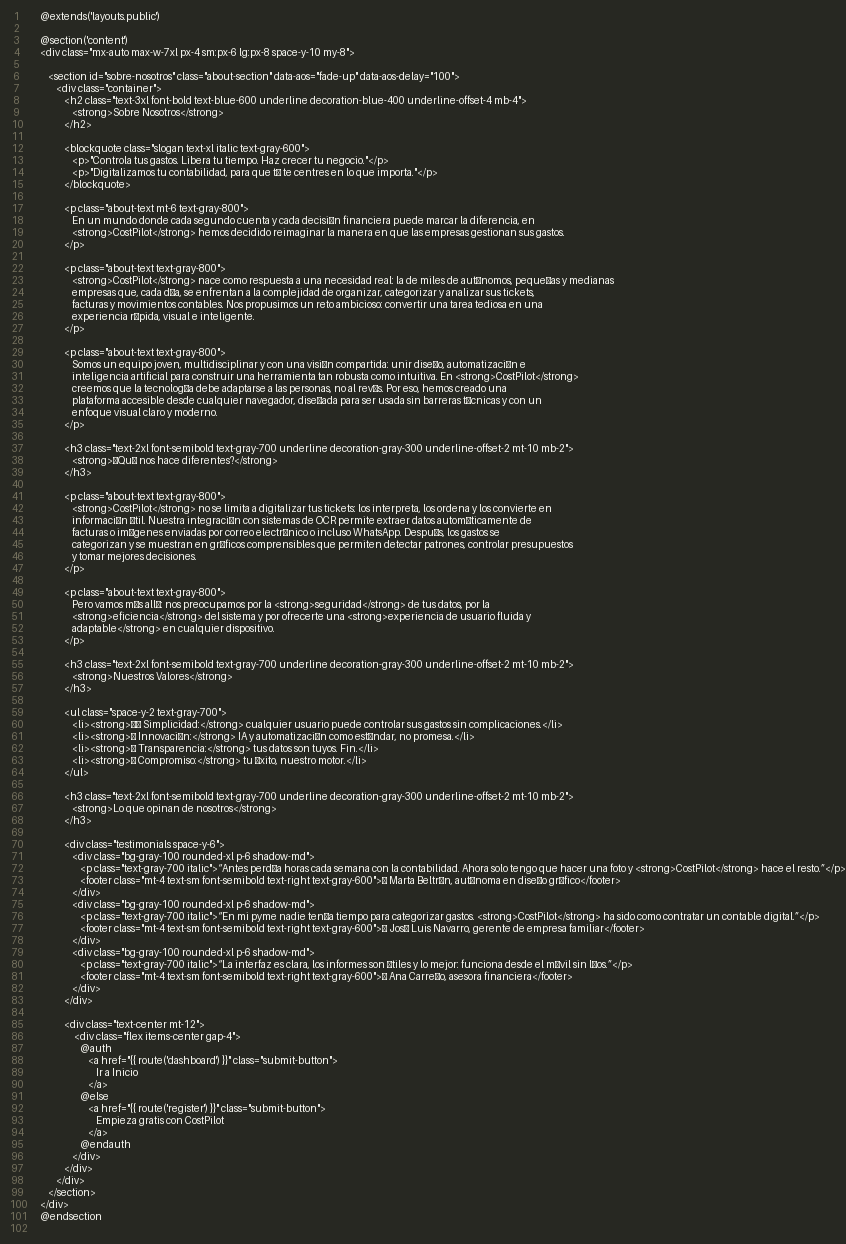 1 @extends('layouts.public')
2
3 @section('content')
4 <div class="mx-auto max-w-7xl px-4 sm:px-6 lg:px-8 space-y-10 my-8">
5
6 <section id="sobre-nosotros" class="about-section" data-aos="fade-up" data-aos-delay="100">
7 <div class="container">
8 <h2 class="text-3xl font-bold text-blue-600 underline decoration-blue-400 underline-offset-4 mb-4">
9 <strong>Sobre Nosotros</strong>
10 </h2>
11
12 <blockquote class="slogan text-xl italic text-gray-600">
13 <p>"Controla tus gastos. Libera tu tiempo. Haz crecer tu negocio."</p>
14 <p>"Digitalizamos tu contabilidad, para que t□ te centres en lo que importa."</p>
15 </blockquote>
16
17 <p class="about-text mt-6 text-gray-800">
18 En un mundo donde cada segundo cuenta y cada decisi□n financiera puede marcar la diferencia, en
19 <strong>CostPilot</strong> hemos decidido reimaginar la manera en que las empresas gestionan sus gastos.
20 </p>
21
22 <p class="about-text text-gray-800">
23 <strong>CostPilot</strong> nace como respuesta a una necesidad real: la de miles de aut□nomos, peque□as y medianas
24 empresas que, cada d□a, se enfrentan a la complejidad de organizar, categorizar y analizar sus tickets,
25 facturas y movimientos contables. Nos propusimos un reto ambicioso: convertir una tarea tediosa en una
26 experiencia r□pida, visual e inteligente.
27 </p>
28
29 <p class="about-text text-gray-800">
30 Somos un equipo joven, multidisciplinar y con una visi□n compartida: unir dise□o, automatizaci□n e
31 inteligencia artificial para construir una herramienta tan robusta como intuitiva. En <strong>CostPilot</strong>
32 creemos que la tecnolog□a debe adaptarse a las personas, no al rev□s. Por eso, hemos creado una
33 plataforma accesible desde cualquier navegador, dise□ada para ser usada sin barreras t□cnicas y con un
34 enfoque visual claro y moderno.
35 </p>
36
37 <h3 class="text-2xl font-semibold text-gray-700 underline decoration-gray-300 underline-offset-2 mt-10 mb-2">
38 <strong>□Qu□ nos hace diferentes?</strong>
39 </h3>
40
41 <p class="about-text text-gray-800">
42 <strong>CostPilot</strong> no se limita a digitalizar tus tickets: los interpreta, los ordena y los convierte en
43 informaci□n □til. Nuestra integraci□n con sistemas de OCR permite extraer datos autom□ticamente de
44 facturas o im□genes enviadas por correo electr□nico o incluso WhatsApp. Despu□s, los gastos se
45 categorizan y se muestran en gr□ficos comprensibles que permiten detectar patrones, controlar presupuestos
46 y tomar mejores decisiones.
47 </p>
48
49 <p class="about-text text-gray-800">
50 Pero vamos m□s all□: nos preocupamos por la <strong>seguridad</strong> de tus datos, por la
51 <strong>eficiencia</strong> del sistema y por ofrecerte una <strong>experiencia de usuario fluida y
52 adaptable</strong> en cualquier dispositivo.
53 </p>
54
55 <h3 class="text-2xl font-semibold text-gray-700 underline decoration-gray-300 underline-offset-2 mt-10 mb-2">
56 <strong>Nuestros Valores</strong>
57 </h3>
58
59 <ul class="space-y-2 text-gray-700">
60 <li><strong>□□ Simplicidad:</strong> cualquier usuario puede controlar sus gastos sin complicaciones.</li>
61 <li><strong>□ Innovaci□n:</strong> IA y automatizaci□n como est□ndar, no promesa.</li>
62 <li><strong>□ Transparencia:</strong> tus datos son tuyos. Fin.</li>
63 <li><strong>□ Compromiso:</strong> tu □xito, nuestro motor.</li>
64 </ul>
65
66 <h3 class="text-2xl font-semibold text-gray-700 underline decoration-gray-300 underline-offset-2 mt-10 mb-2">
67 <strong>Lo que opinan de nosotros</strong>
68 </h3>
69
70 <div class="testimonials space-y-6">
71 <div class="bg-gray-100 rounded-xl p-6 shadow-md">
72 <p class="text-gray-700 italic">“Antes perd□a horas cada semana con la contabilidad. Ahora solo tengo que hacer una foto y <strong>CostPilot</strong> hace el resto.”</p>
73 <footer class="mt-4 text-sm font-semibold text-right text-gray-600">□ Marta Beltr□n, aut□noma en dise□o gr□fico</footer>
74 </div>
75 <div class="bg-gray-100 rounded-xl p-6 shadow-md">
76 <p class="text-gray-700 italic">“En mi pyme nadie ten□a tiempo para categorizar gastos. <strong>CostPilot</strong> ha sido como contratar un contable digital.”</p>
77 <footer class="mt-4 text-sm font-semibold text-right text-gray-600">□ Jos□ Luis Navarro, gerente de empresa familiar</footer>
78 </div>
79 <div class="bg-gray-100 rounded-xl p-6 shadow-md">
80 <p class="text-gray-700 italic">“La interfaz es clara, los informes son □tiles y lo mejor: funciona desde el m□vil sin l□os.”</p>
81 <footer class="mt-4 text-sm font-semibold text-right text-gray-600">□ Ana Carre□o, asesora financiera</footer>
82 </div>
83 </div>
84
85 <div class="text-center mt-12">
86 <div class="flex items-center gap-4">
87 @auth
88 <a href="{{ route('dashboard') }}" class="submit-button">
89 Ir a Inicio
90 </a>
91 @else
92 <a href="{{ route('register') }}" class="submit-button">
93 Empieza gratis con CostPilot
94 </a>
95 @endauth
96 </div>
97 </div>
98 </div>
99 </section>
100 </div>
101 @endsection
102